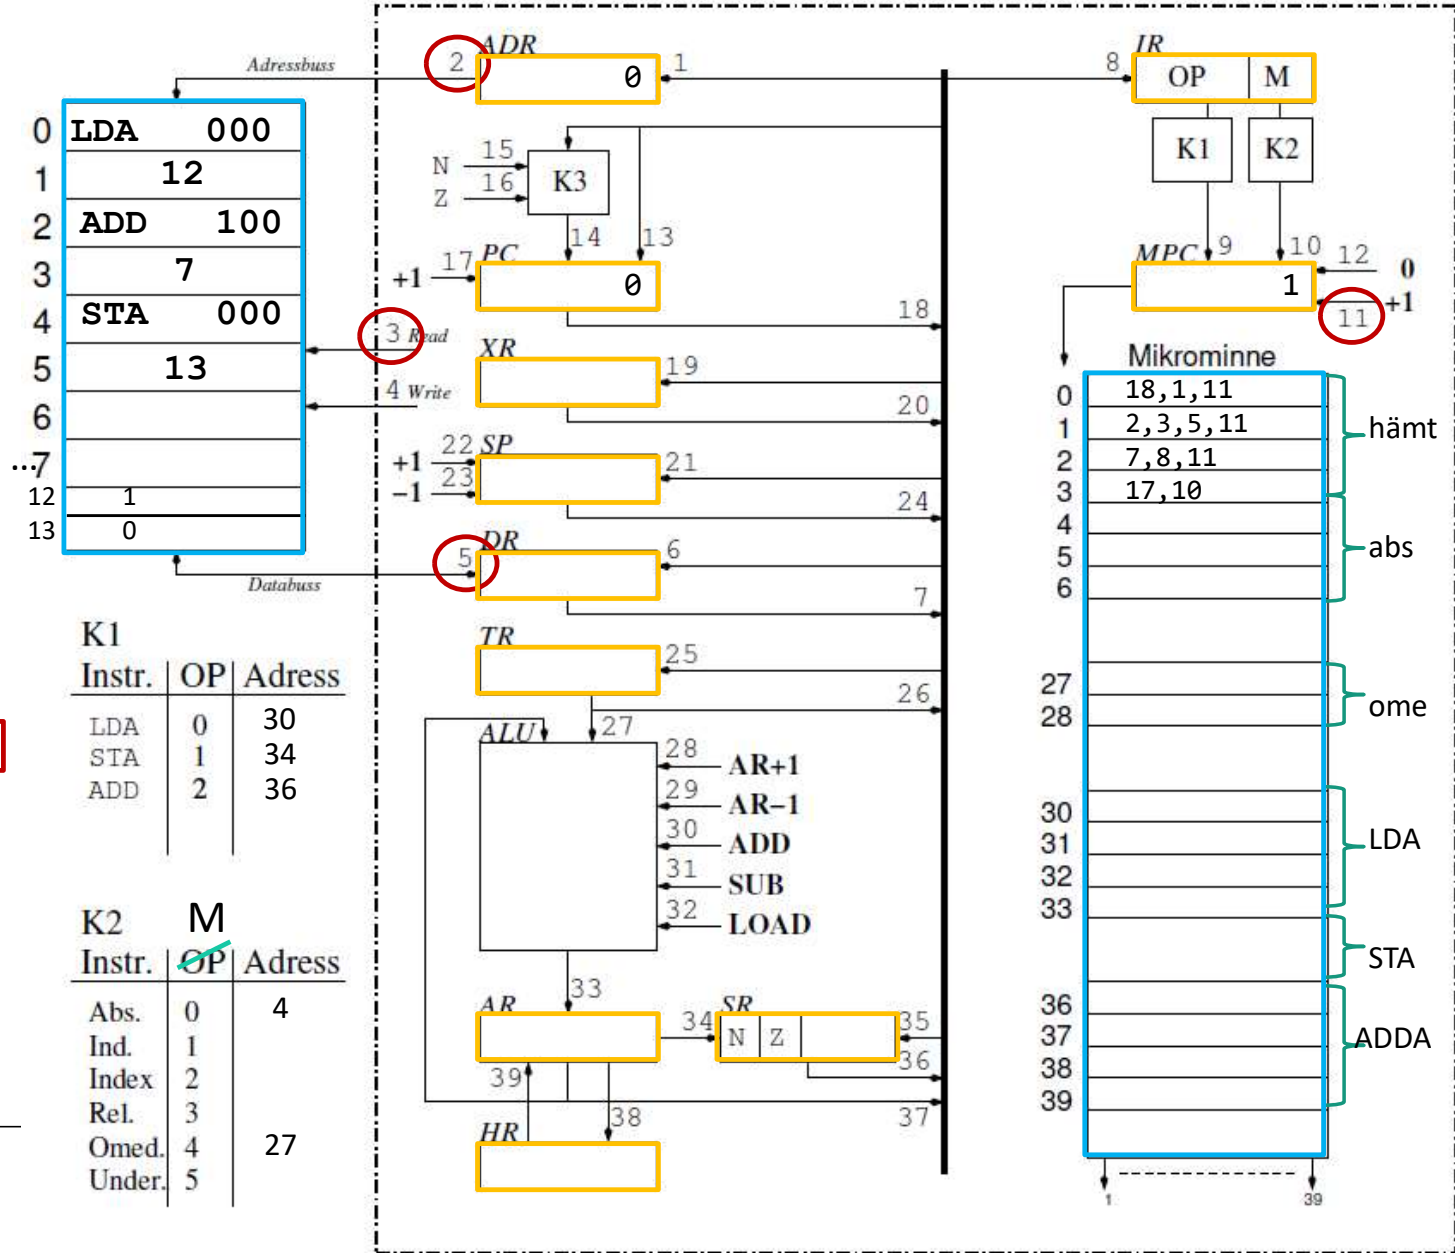 ADR
IR
Adressbuss
2
0
1
8
OP M
K1 K2
0 LDA 000
1 12
2 ADD 100
3 7
4 STA 000
5 13
6
...7
12 1
13 0
N 15
Z 16
K3
14 13
+1 17 PC
0
18
3 Read
4 Write
XR
19
20
+1 22 SP
-1 23
21
24
DR
5
6
7
Databuss
TR
25
26
27
ALU
28 AR+1
29 AR−1
30 ADD
31 SUB
32 LOAD
33
AR
34 SR
N Z
35
36
37
39
38
HR
9 10
MPC
12 0
1
11 +1
Mikrominne
0 18,1,11
1 2,3,5,11
2 7,8,11
3 17,10
4
5
6
27
28
30
31
32
33
36
37
38
39
1 39
hämt
abs
ome
LDA
STA
ADDA
K1
Instr. OP Adress
LDA 0 30
STA 1 34
ADD 2 36
K2 M
Instr. OP Adress
Abs. 0 4
Ind. 1
Index 2
Rel. 3
Omed. 4 27
Under. 5